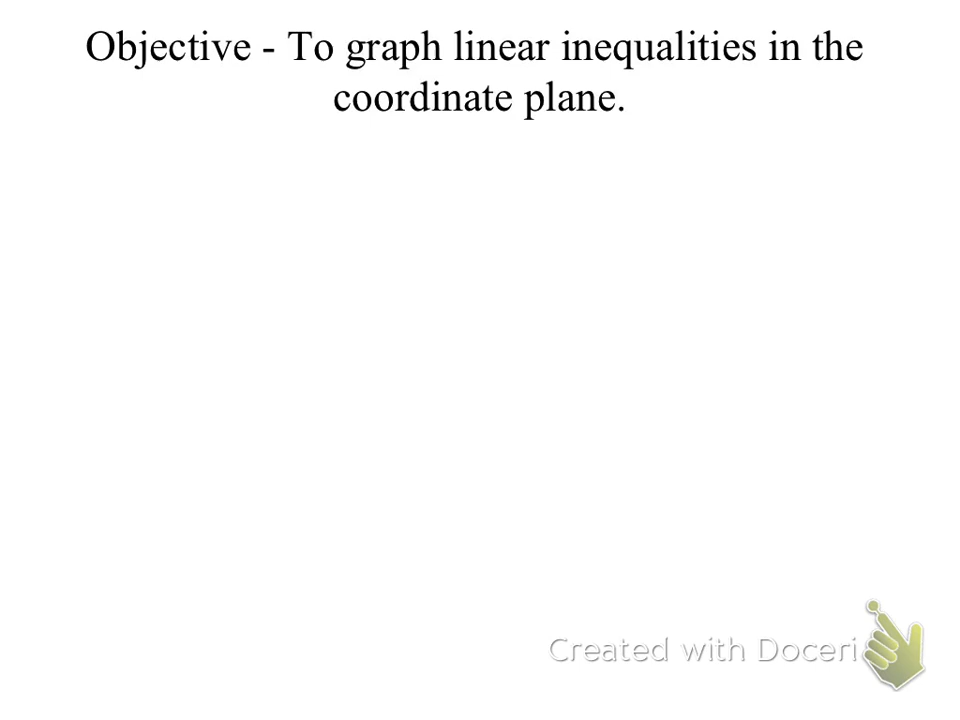 Objective - To graph linear inequalities in the
coordinate plane.
Created with Doceri